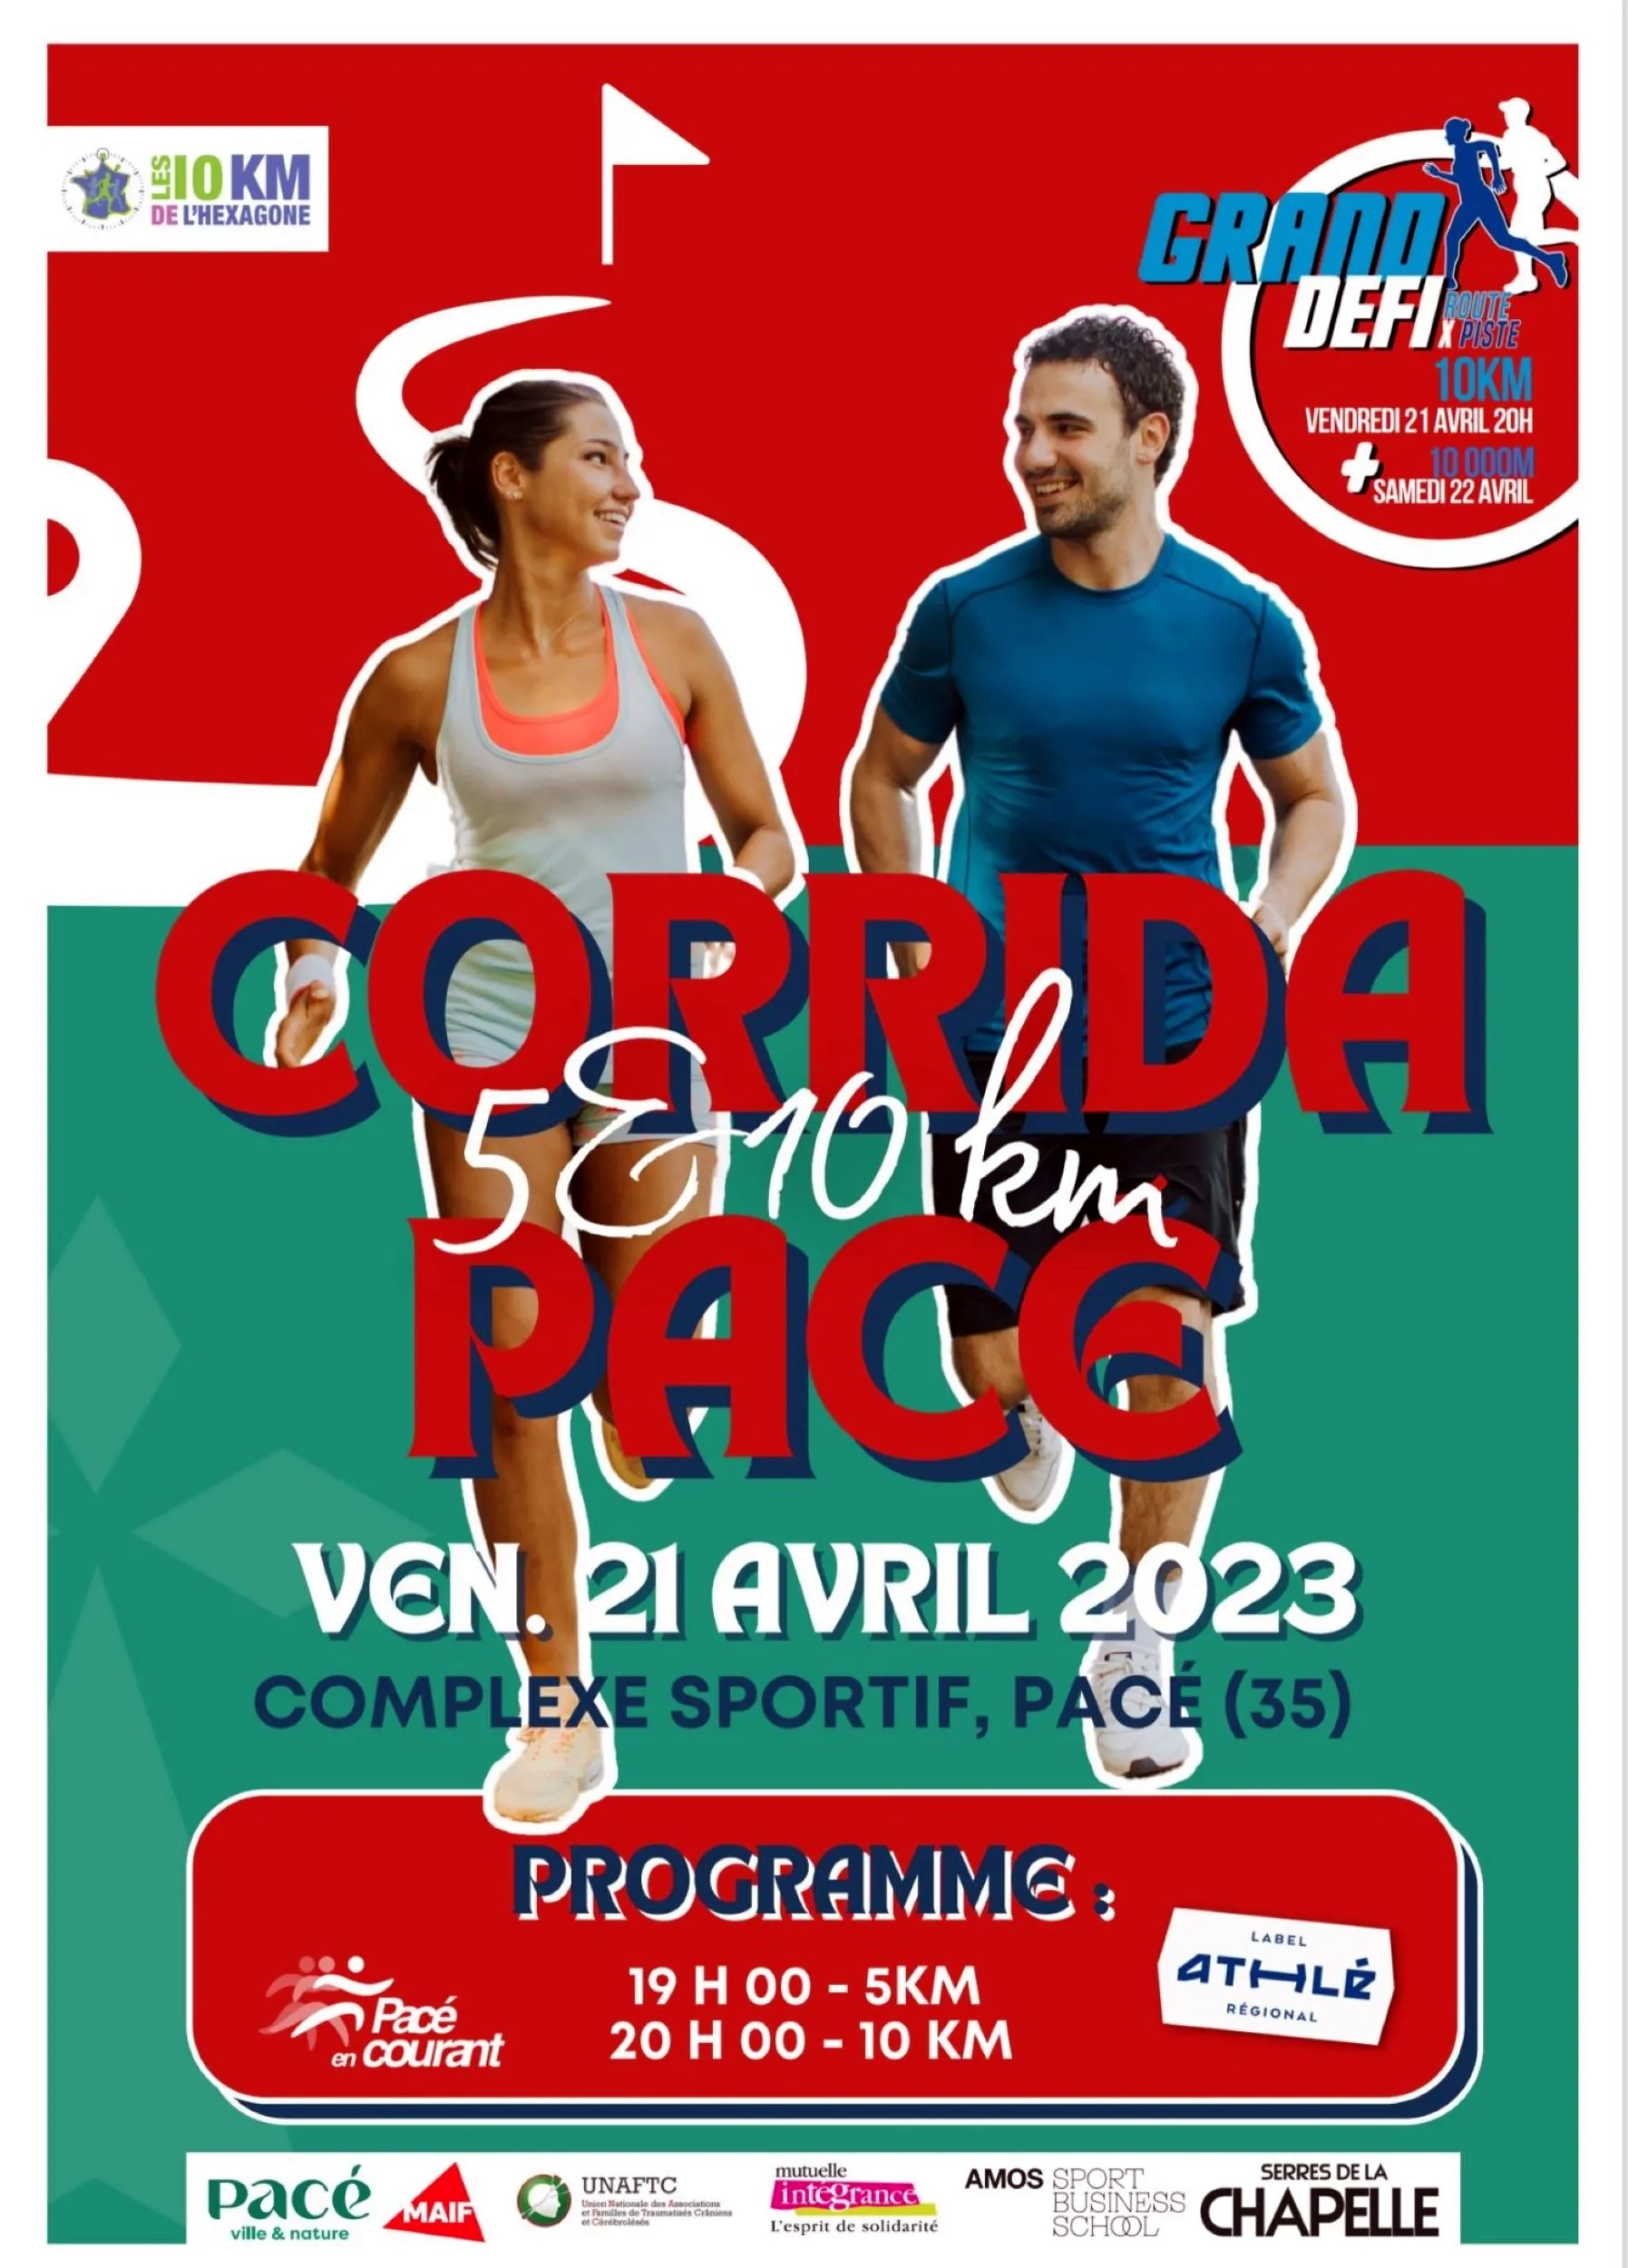 LES 10 KM
DE L'HEXAGONE
GRAND
DEFI ROUTE
X PISTE
10KM
VENDREDI 21 AVRIL 20H
+ 10 000M
SAMEDI 22 AVRIL
CORRIDA
5 & 10 km
PACÉ
VEN. 21 AVRIL 2023
COMPLEXE SPORTIF, PACÉ (35)
PROGRAMME :
19 H 00 - 5KM
20 H 00 - 10 KM
Pacé
en courant
LABEL
ATHLÉ
RÉGIONAL
pacé
ville & nature
MAIF
UNAFTC
Union Nationale des Associations
et Familles de Traumatisés Crâniens
et Cérébrolésés
mutuelle
intégrance
L'esprit de solidarité
AMOS SPORT
BUSINESS
SCHOOL
SERRES DE LA
CHAPELLE